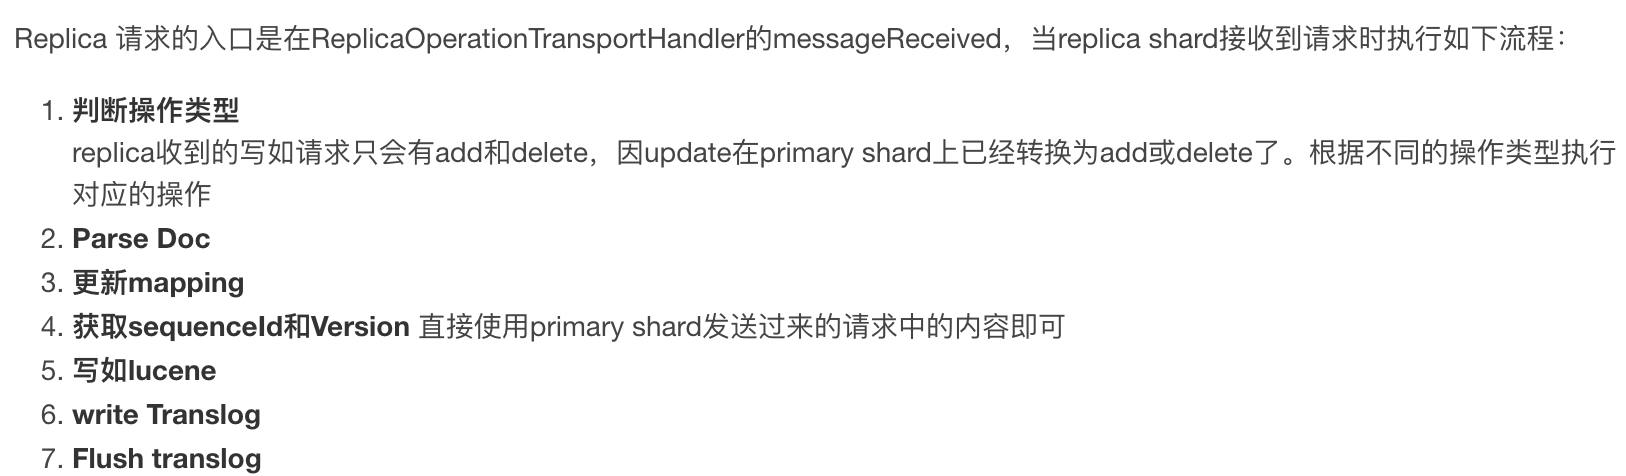 Replica 请求的入口是在ReplicaOperationTransportHandler的messageReceived，当replica shard接收到请求时执行如下流程：
1. 判断操作类型
replica收到的写如请求只会有add和delete，因update在primary shard上已经转换为add或delete了。根据不同的操作类型执行
对应的操作
2. Parse Doc
3. 更新mapping
4. 获取sequenceId和Version 直接使用primary shard发送过来的请求中的内容即可
5. 写如lucene
6. write Translog
7. Flush translog